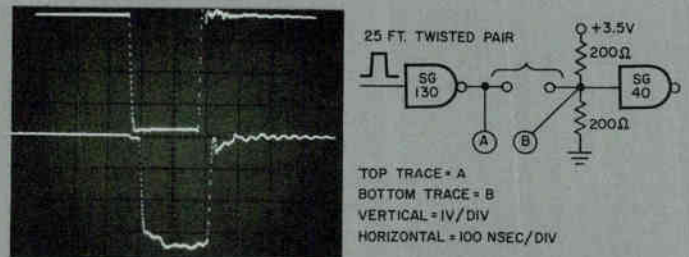 25 FT. TWISTED PAIR
+3.5V
200Ω
SG
130
SG
40
A
B
200Ω
TOP TRACE = A
BOTTOM TRACE = B
VERTICAL = 1V/DIV
HORIZONTAL = 100 NSEC/DIV